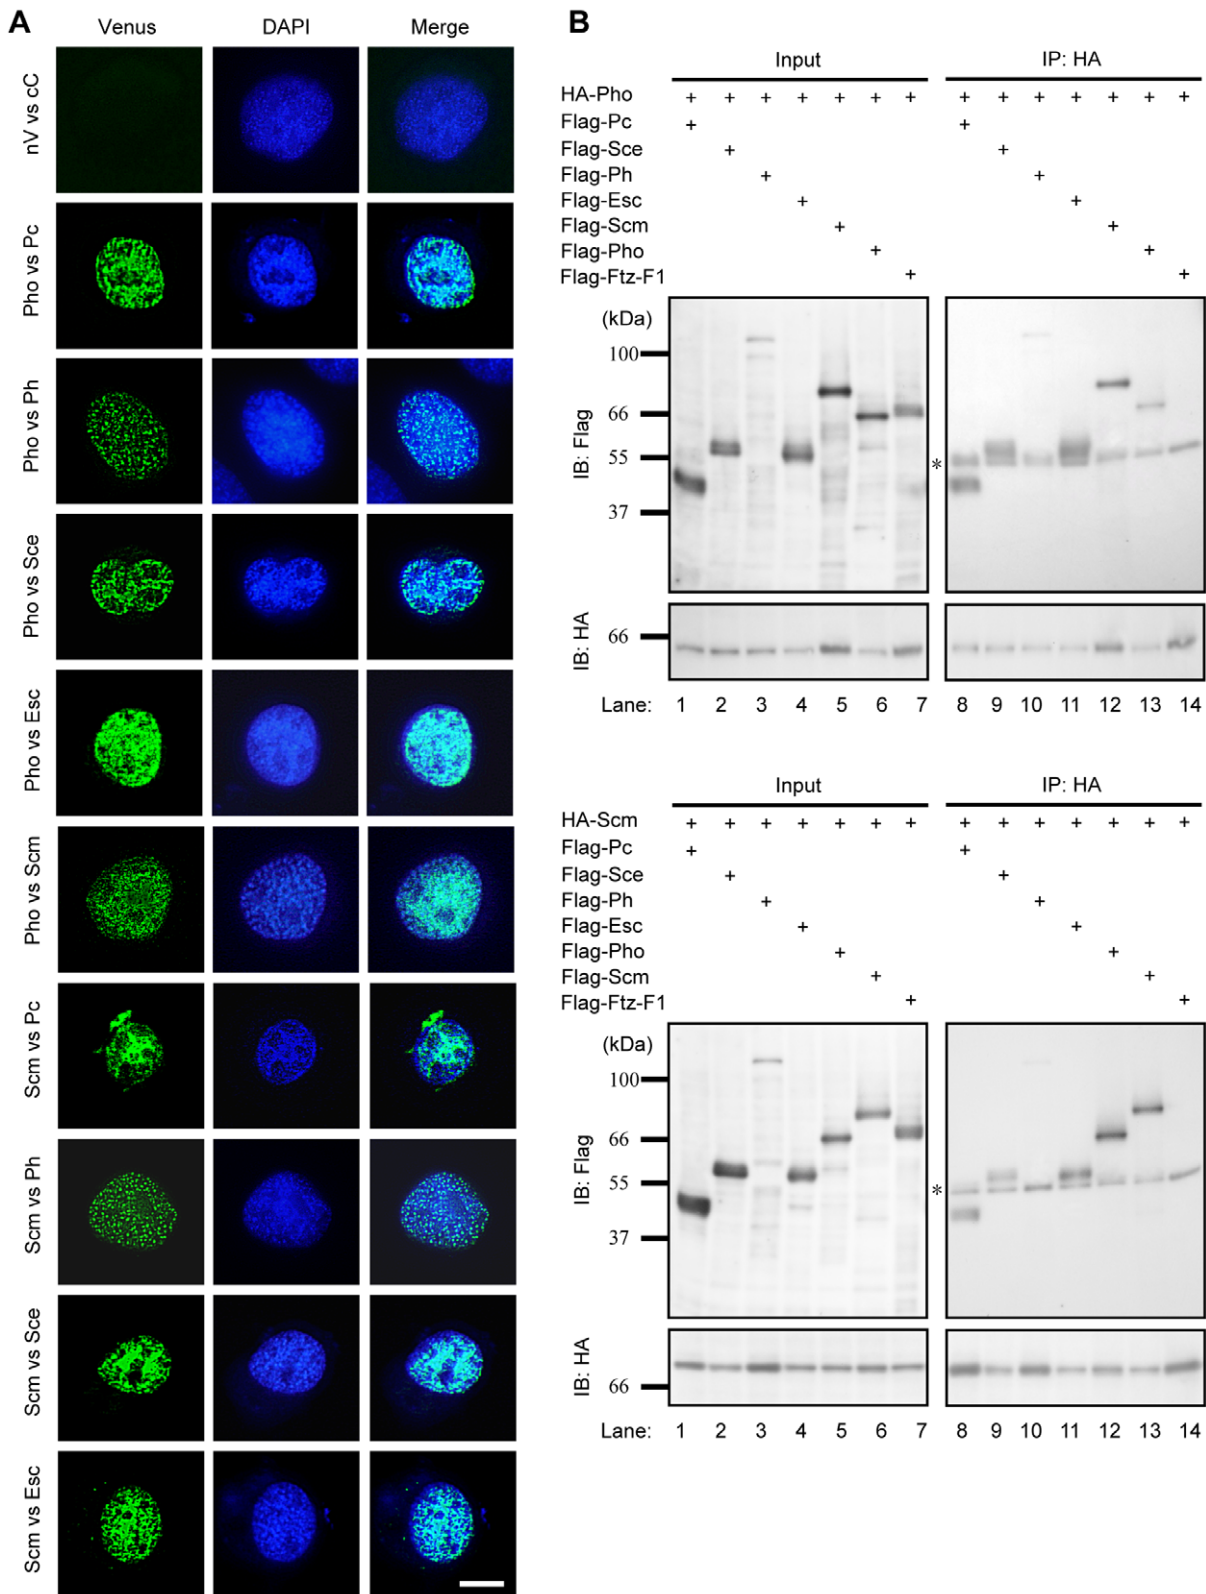 A
Venus DAPI Merge
nV vs cC
Pho vs Pc
Pho vs Ph
Pho vs Sce
Pho vs Esc
Pho vs Scm
Scm vs Pc
Scm vs Ph
Scm vs Sce
Scm vs Esc
B
Input IP: HA
HA-Pho + + + + + + + + + + + + + +
Flag-Pc + +
Flag-Sce + +
Flag-Ph + +
Flag-Esc + +
Flag-Scm + +
Flag-Pho + +
Flag-Ftz-F1 + +
(kDa)
100
66
55
37
IB: Flag
*
66
IB: HA
Lane: 1 2 3 4 5 6 7 8 9 10 11 12 13 14
Input IP: HA
HA-Scm + + + + + + + + + + + + + +
Flag-Pc + +
Flag-Sce + +
Flag-Ph + +
Flag-Esc + +
Flag-Pho + +
Flag-Scm + +
Flag-Ftz-F1 + +
(kDa)
100
66
55
37
IB: Flag
*
66
IB: HA
Lane: 1 2 3 4 5 6 7 8 9 10 11 12 13 14